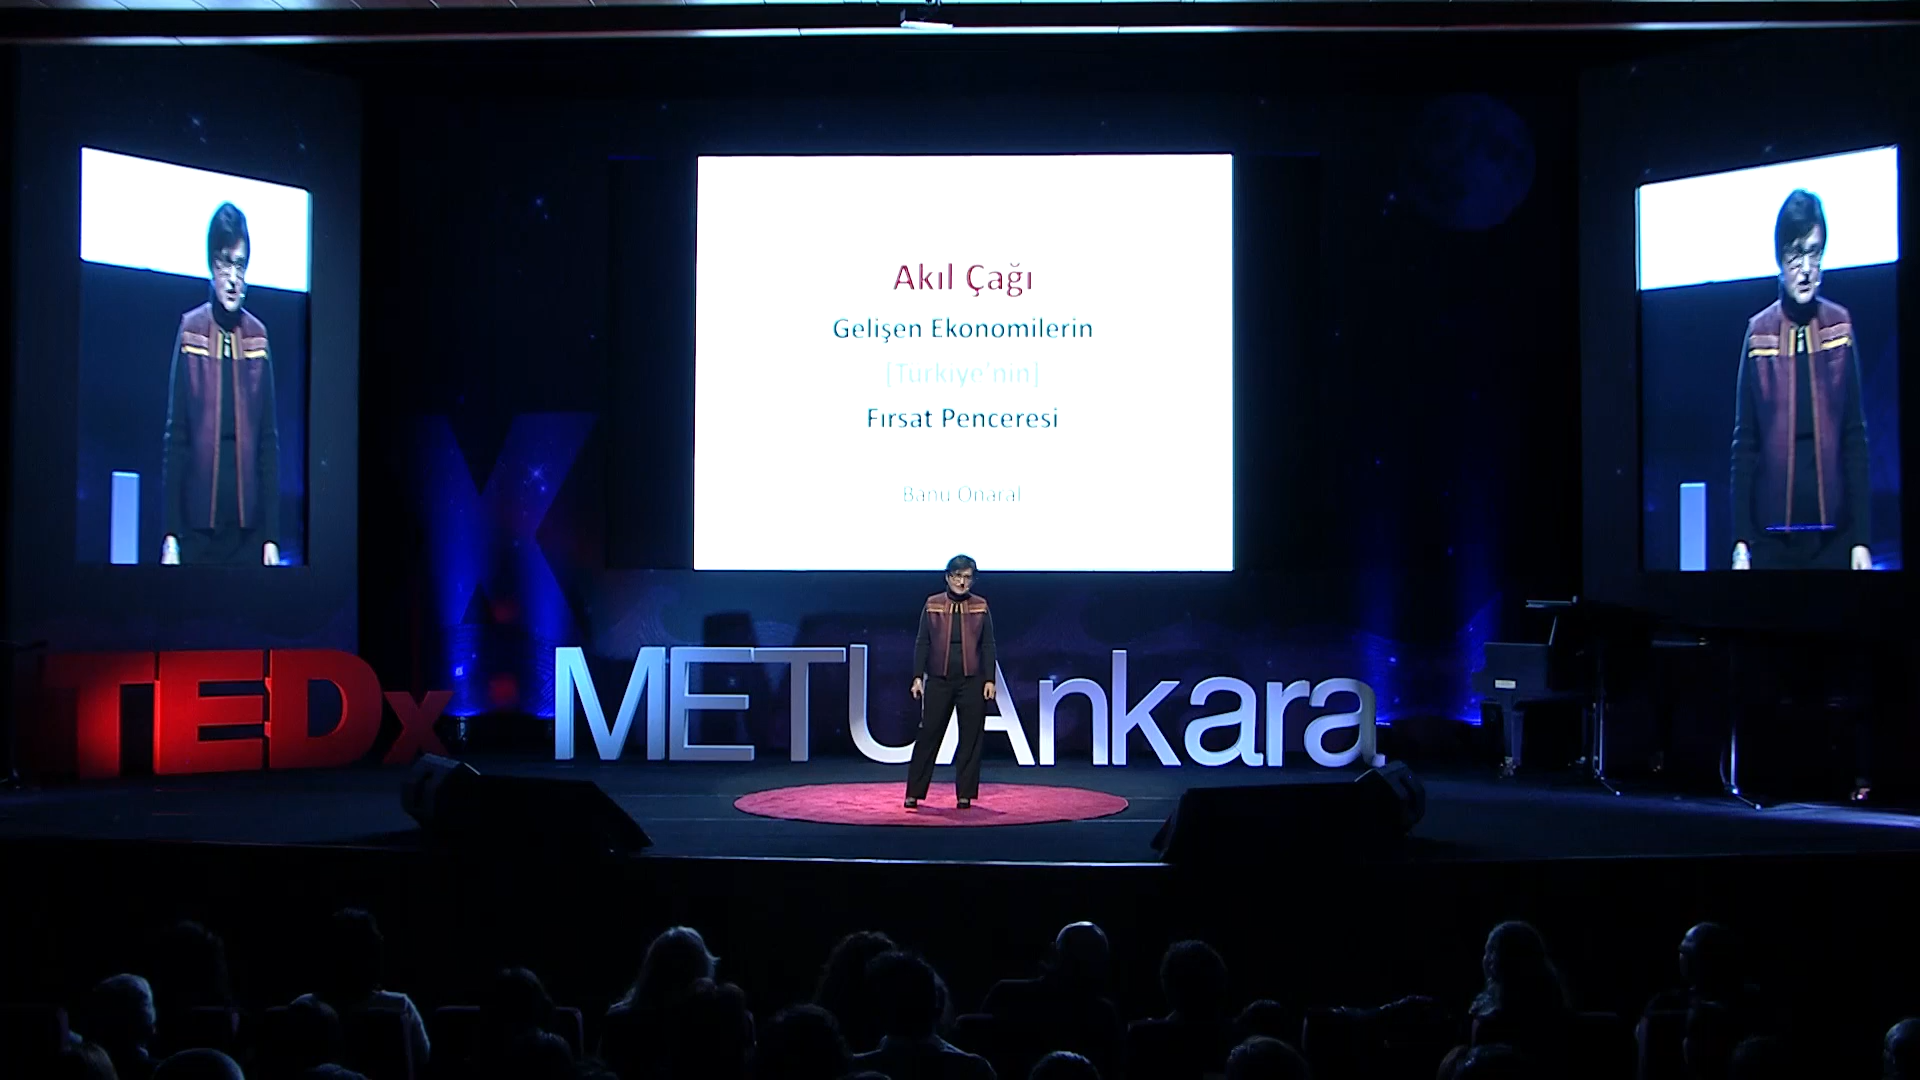 Akıl Çağı
Gelişen Ekonomilerin
[Türkiye'nin]
Fırsat Penceresi
Banu Onaral
TEDx
METUAnkara
X